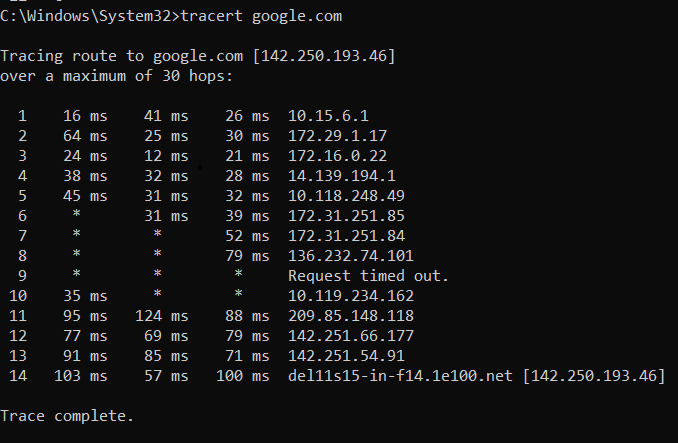 C:\Windows\System32>tracert google.com
Tracing route to google.com [142.250.193.46]
over a maximum of 30 hops:
1 16 ms 41 ms 26 ms 10.15.6.1
2 64 ms 25 ms 30 ms 172.29.1.17
3 24 ms 12 ms 21 ms 172.16.0.22
4 38 ms 32 ms 28 ms 14.139.194.1
5 45 ms 31 ms 32 ms 10.118.248.49
6 * 31 ms 39 ms 172.31.251.85
7 * * 52 ms 172.31.251.84
8 * * 79 ms 136.232.74.101
9 * * * Request timed out.
10 35 ms * * 10.119.234.162
11 95 ms 124 ms 88 ms 209.85.148.118
12 77 ms 69 ms 79 ms 142.251.66.177
13 91 ms 85 ms 71 ms 142.251.54.91
14 103 ms 57 ms 100 ms del11s15-in-f14.1e100.net [142.250.193.46]
Trace complete.